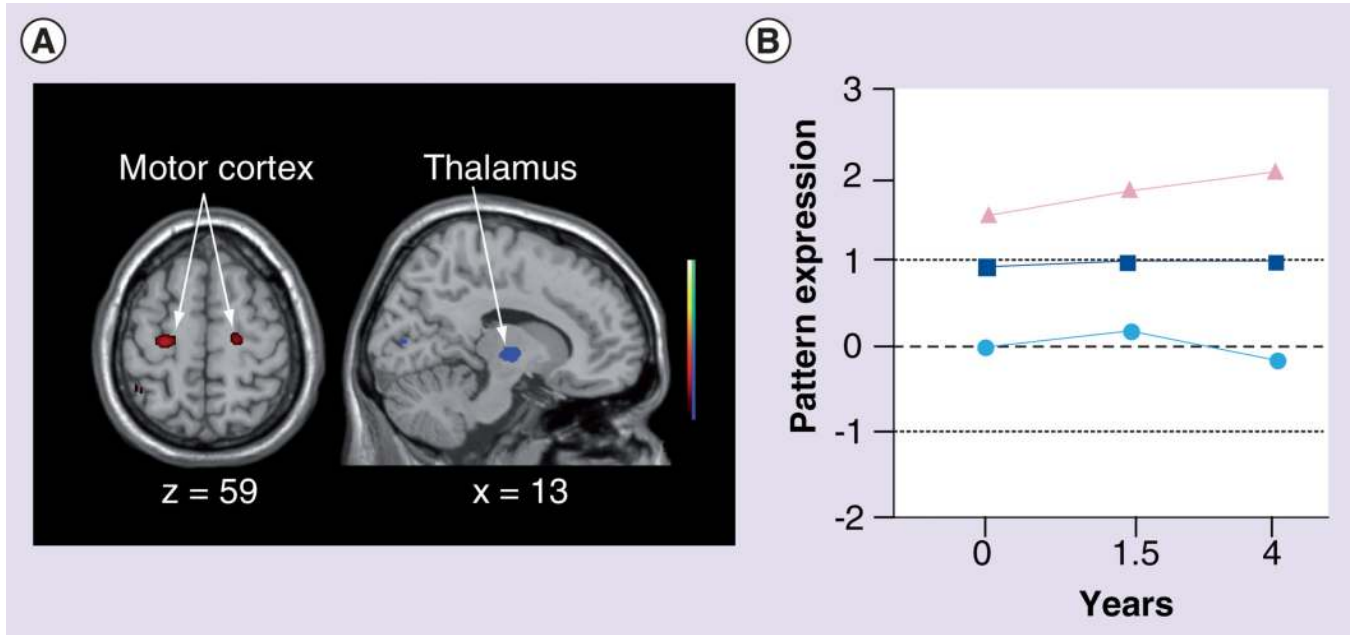 A
Motor cortex
Thalamus
z = 59
x = 13
B
Pattern expression
3
2
1
0
-1
-2
0
1.5
4
Years